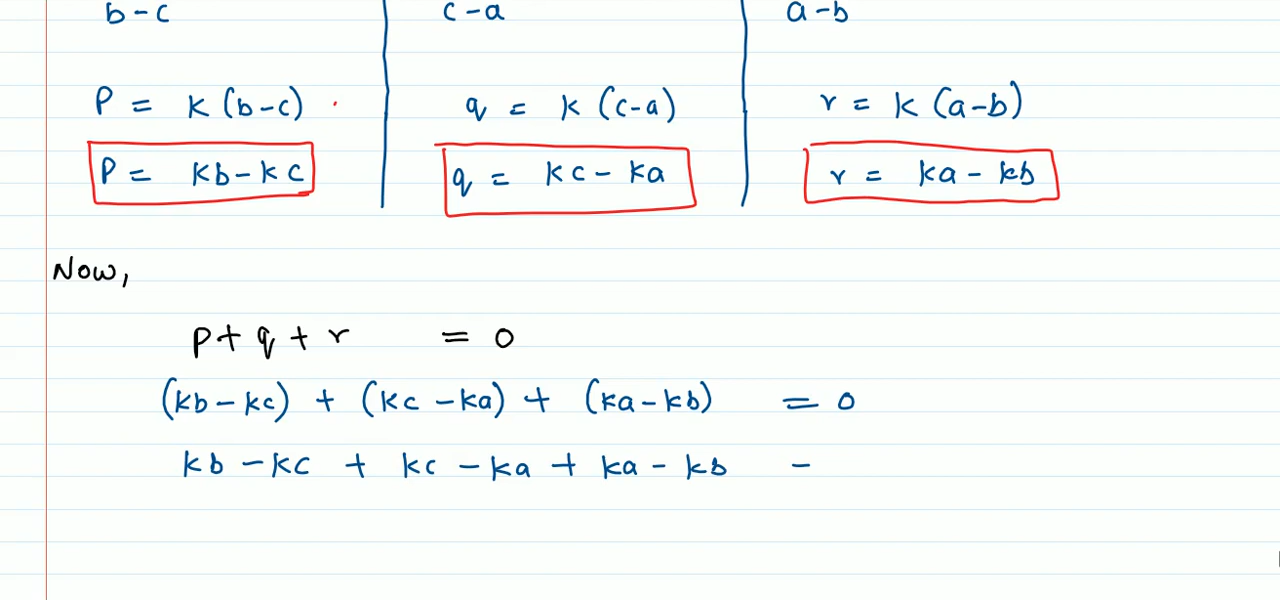 b-c c-a a-b
P = k (b-c) q = k (c-a) r = k (a-b)
P = kb-kc q = kc - ka r = ka - kb
Now,
p+ q + r = 0
(kb-kc) + (kc-ka) + (ka-kb) = 0
kb - kc + kc - ka + ka - kb -